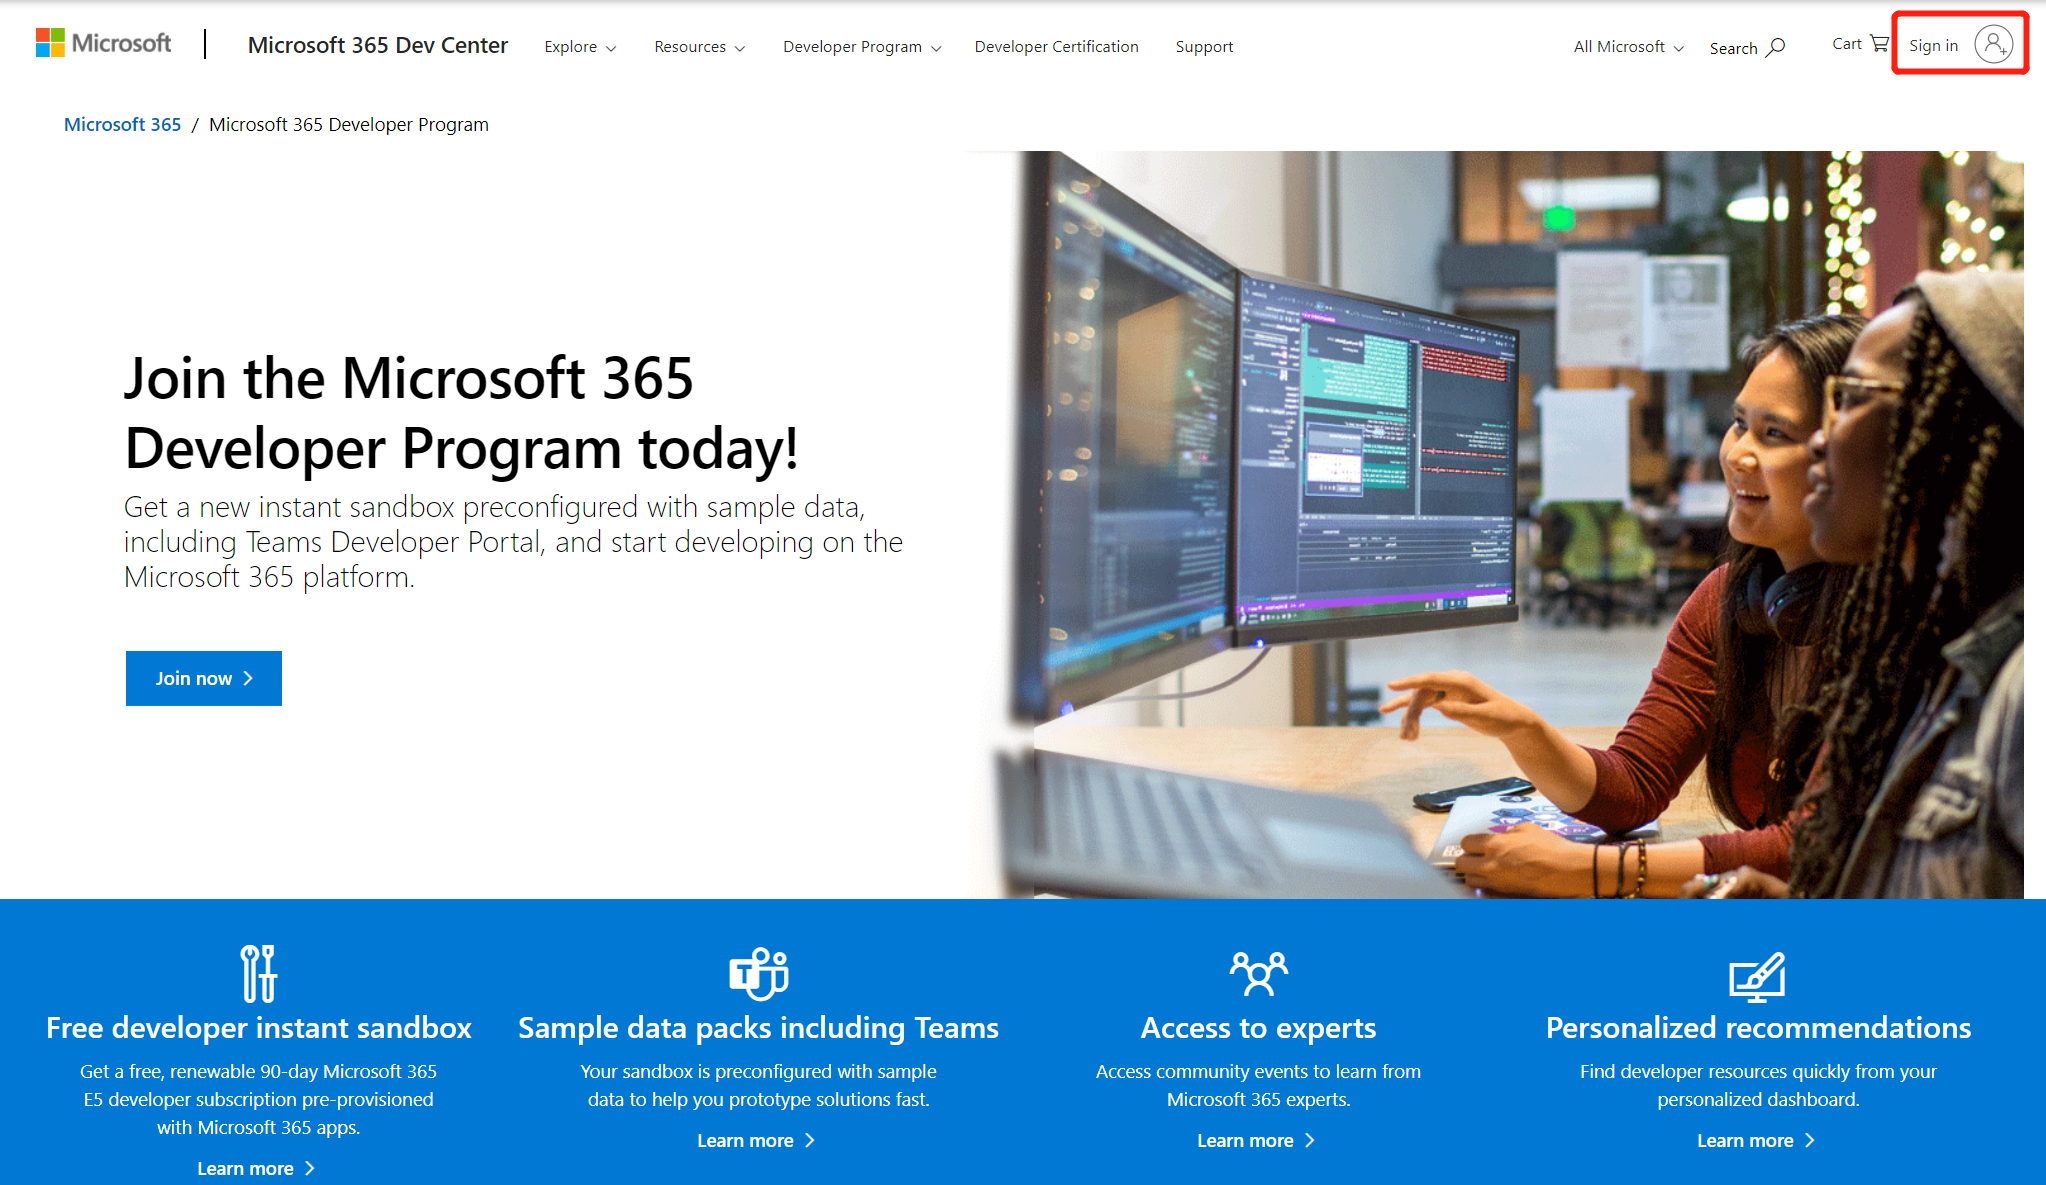 Microsoft
Microsoft 365 Dev Center
Explore
Resources
Developer Program
Developer Certification
Support
All Microsoft
Search
Cart
Sign in
Microsoft 365 / Microsoft 365 Developer Program
Join the Microsoft 365
Developer Program today!
Get a new instant sandbox preconfigured with sample data,
including Teams Developer Portal, and start developing on the
Microsoft 365 platform.
Join now
Free developer instant sandbox
Get a free, renewable 90-day Microsoft 365
E5 developer subscription pre-provisioned
with Microsoft 365 apps.
Learn more
T
Sample data packs including Teams
Your sandbox is preconfigured with sample
data to help you prototype solutions fast.
Learn more
Access to experts
Access community events to learn from
Microsoft 365 experts.
Learn more
Personalized recommendations
Find developer resources quickly from your
personalized dashboard.
Learn more